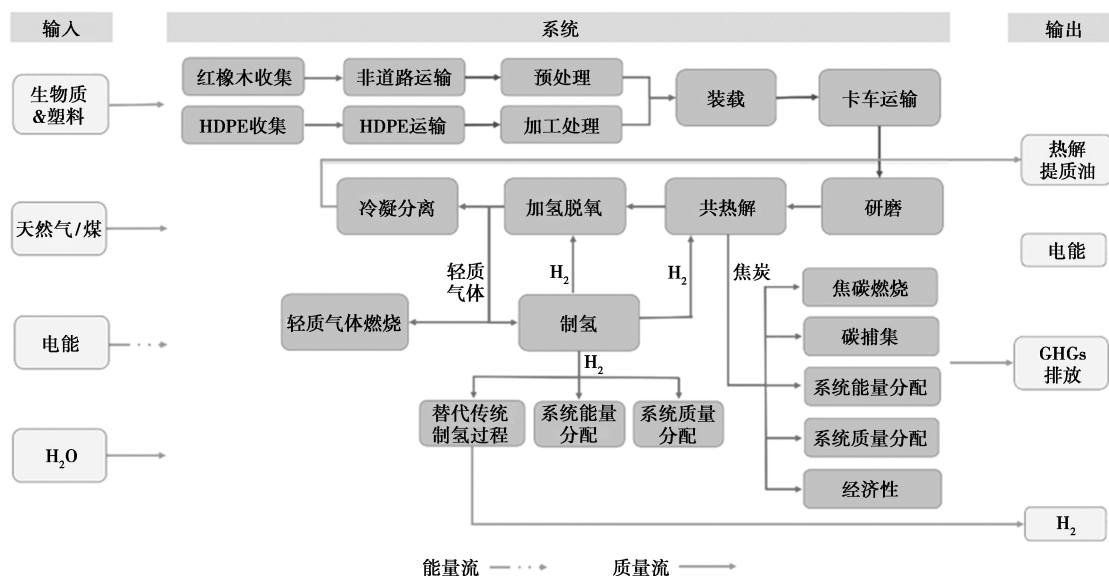 输入
系统
输出
生物质
&塑料
红橡木收集
非道路运输
预处理
装载
卡车运输
HDPE收集
HDPE运输
加工处理
热解
提质油
天然气/煤
冷凝分离
加氢脱氧
共热解
研磨
电能
轻质
气体
H₂
H₂
焦炭
轻质气体燃烧
制氢
焦碳燃烧
碳捕集
电能
GHGs
排放
H₂
系统能量分配
替代传统
制氢过程
系统能量
分配
系统质量
分配
系统质量分配
H₂O
经济性
H₂
能量流
质量流